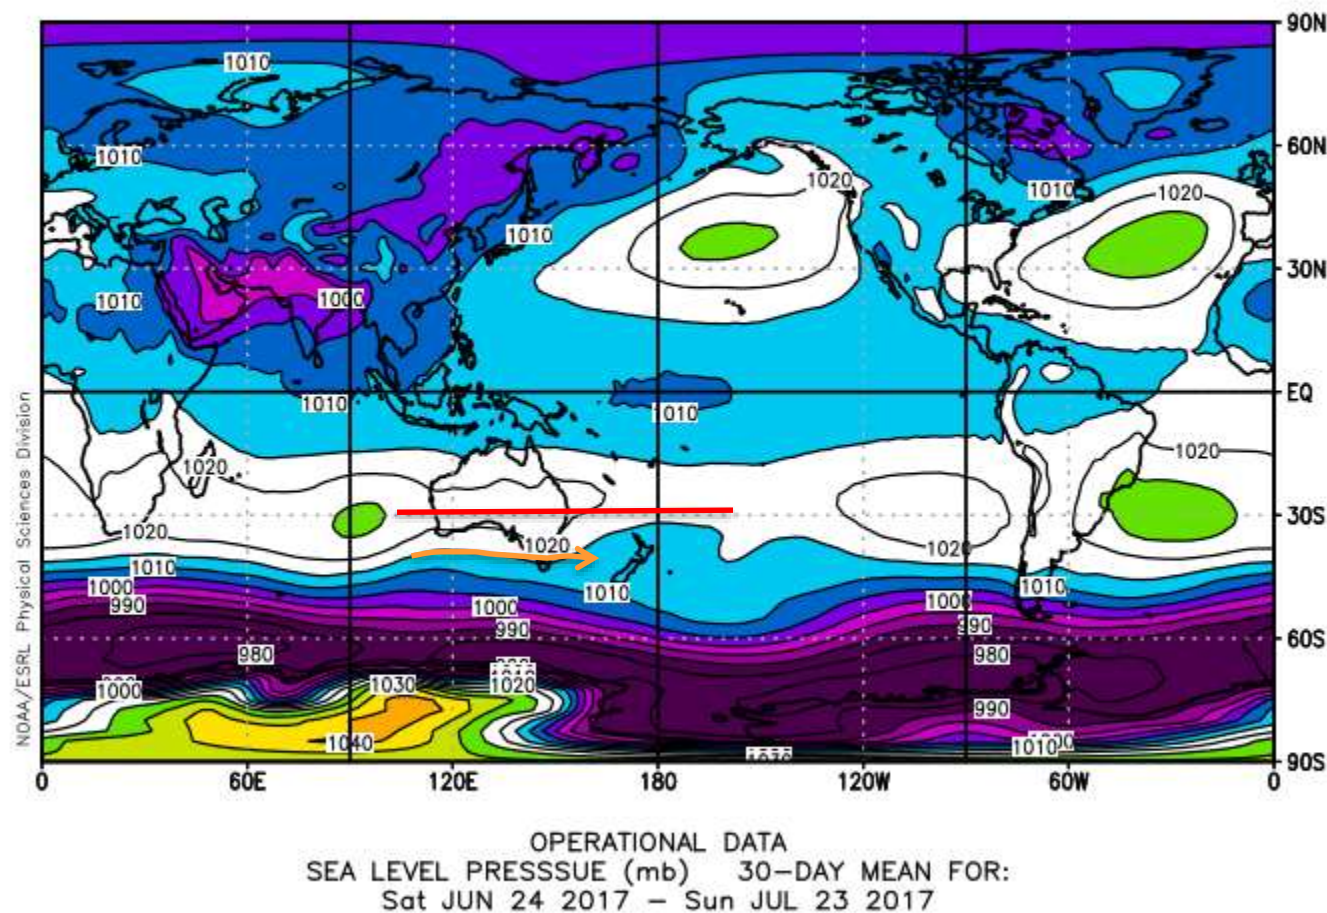 90N
1010
60N
1010
1020
1020
1010
1010
30N
1010
1000
EQ
1010
1010
1020
1020
30S
1020
1020
1020
1010
1010
1010
1000
1000
1000
990
990
990
60S
980
980
1000
1030
1020
990
1040
1010
90S
0
60E
120E
180
120W
60W
0
NOAA/ESRL Physical Sciences Division
OPERATIONAL DATA
SEA LEVEL PRESSSUE (mb) 30-DAY MEAN FOR:
Sat JUN 24 2017 – Sun JUL 23 2017